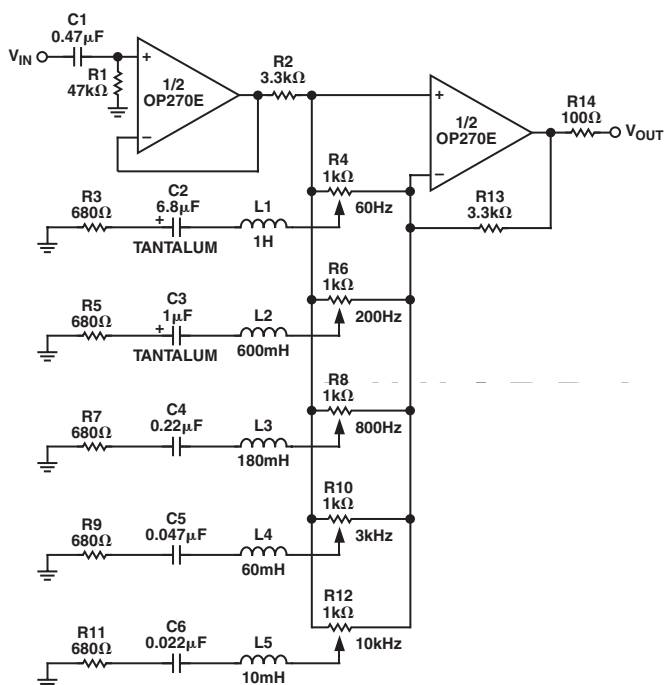 C1
0.47µF
VIN
+
R1
47kΩ
1/2
OP270E
−
R2
3.3kΩ
+
1/2
OP270E
−
R14
100Ω
VOUT
R13
3.3kΩ
R3
680Ω
C2
6.8µF
+
TANTALUM
L1
1H
R4
1kΩ
60Hz
R5
680Ω
C3
1µF
+
TANTALUM
L2
600mH
R6
1kΩ
200Hz
R7
680Ω
C4
0.22µF
L3
180mH
R8
1kΩ
800Hz
R9
680Ω
C5
0.047µF
L4
60mH
R10
1kΩ
3kHz
R11
680Ω
C6
0.022µF
L5
10mH
R12
1kΩ
10kHz